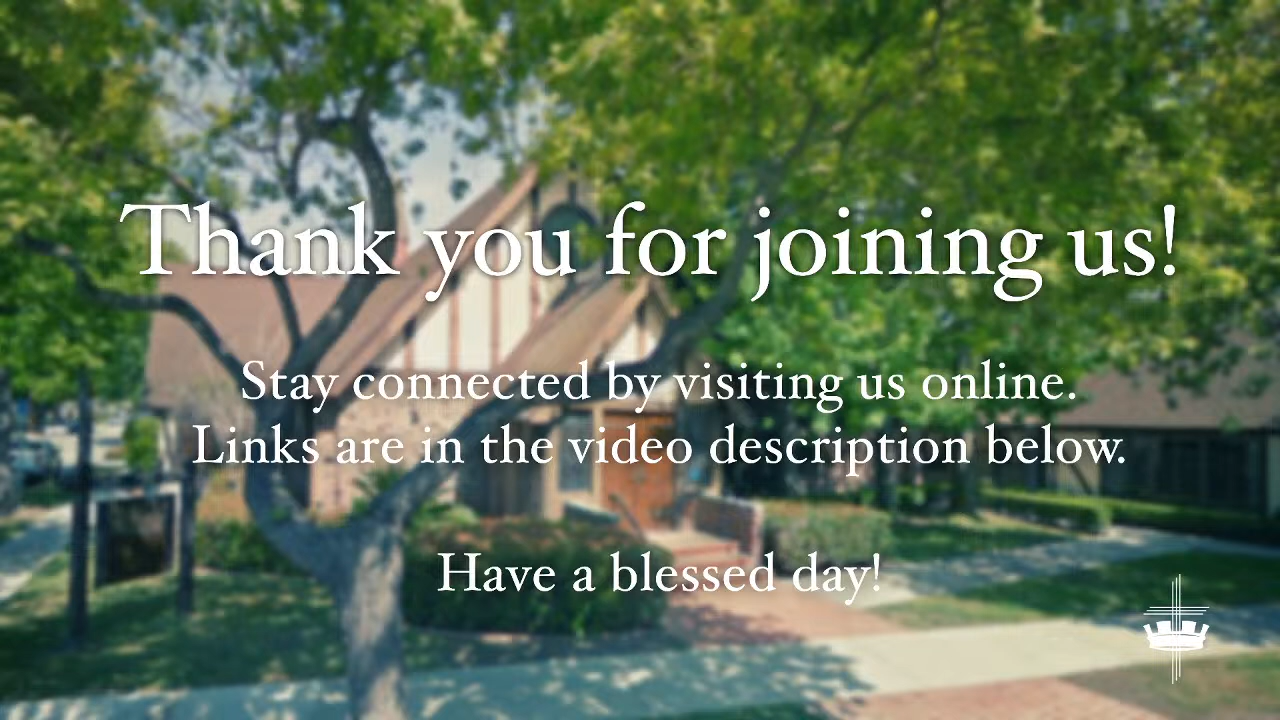 Thank you for joining us!
Stay connected by visiting us online.
Links are in the video description below.
Have a blessed day!